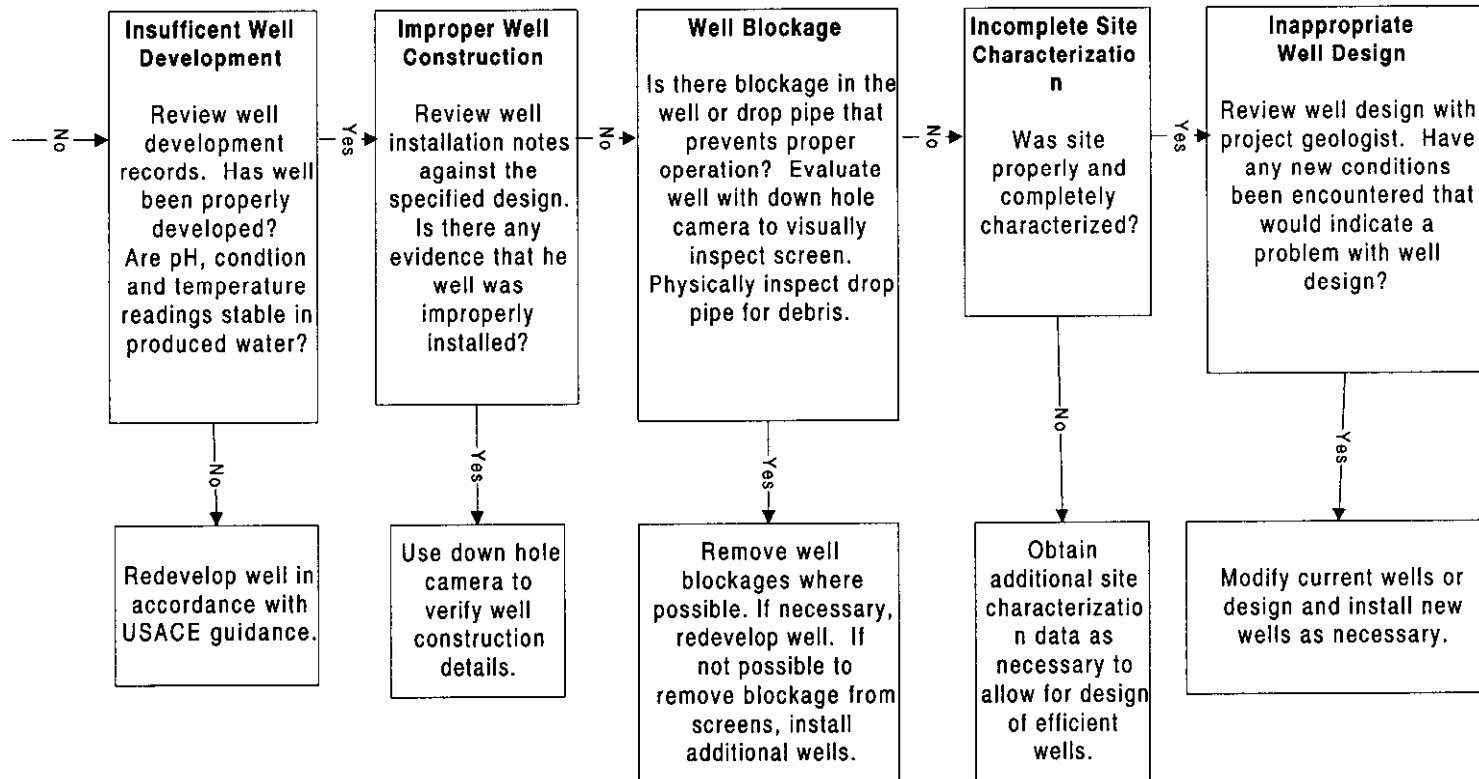 Insufficent Well
Development
Review well
development
records. Has well
been properly
developed?
Are pH, condtion
and temperature
readings stable in
produced water?
Improper Well
Construction
Review well
installation notes
against the
specified design.
Is there any
evidence that he
well was
improperly
installed?
Well Blockage
Is there blockage in the
well or drop pipe that
prevents proper
operation? Evaluate
well with down hole
camera to visually
inspect screen.
Physically inspect drop
pipe for debris.
Incomplete Site
Characterizatio
n
Was site
properly and
completely
characterized?
Inappropriate
Well Design
Review well design with
project geologist. Have
any new conditions
been encountered that
would indicate a
problem with well
design?
No
Yes
No
No
Yes
No
Yes
Yes
No
Yes
Redevelop well in
accordance with
USACE guidance.
Use down hole
camera to
verify well
construction
details.
Remove well
blockages where
possible. If necessary,
redevelop well. If
not possible to
remove blockage from
screens, install
additional wells.
Obtain
additional site
characterizatio
n data as
necessary to
allow for design
of efficient
wells.
Modify current wells or
design and install new
wells as necessary.